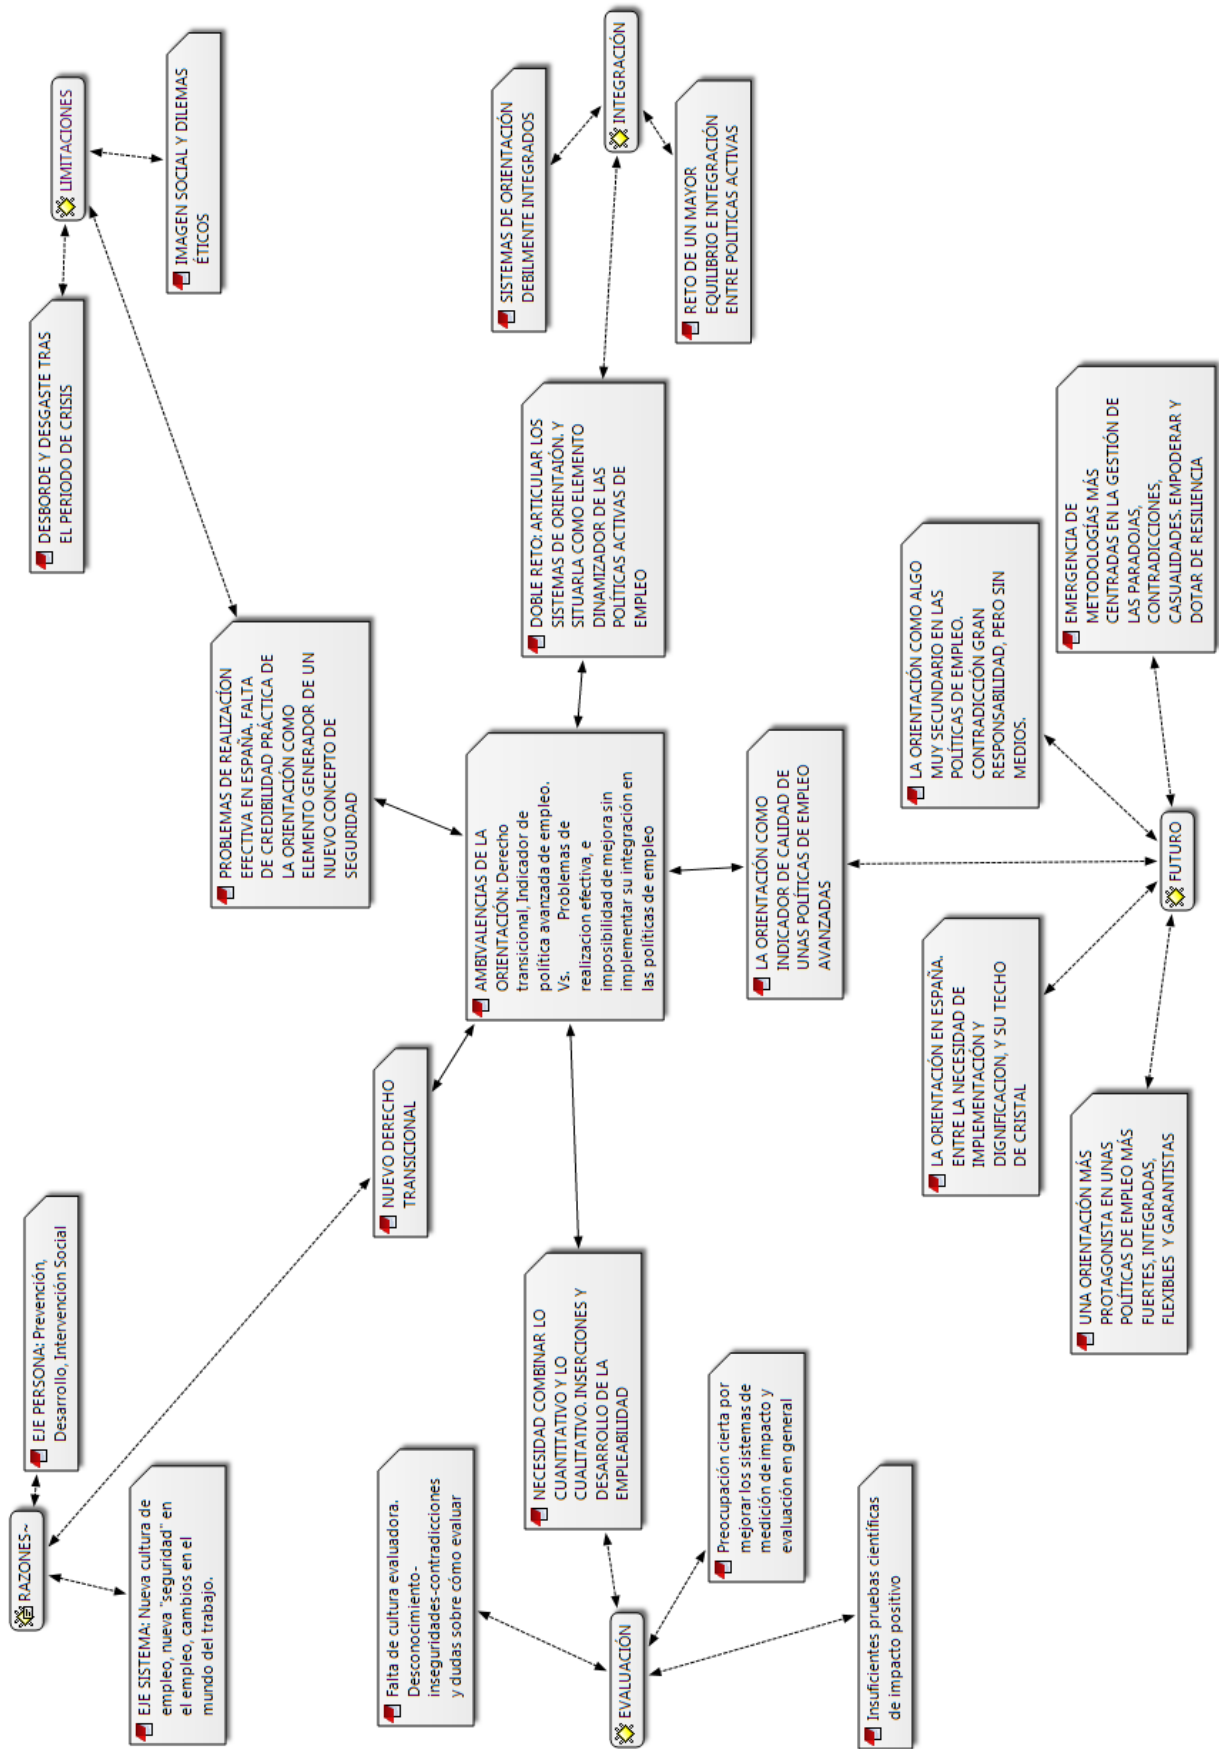 RAZONES~
EJE PERSONA: Prevención,
Desarrollo, Intervención Social
EJE SISTEMA: Nueva cultura de
empleo, nueva "seguridad" en
el empleo, cambios en el
mundo del trabajo.
LIMITACIONES
DESBORDE Y DESGASTE TRAS
EL PERIODO DE CRISIS
IMAGEN SOCIAL Y DILEMAS
ÉTICOS
PROBLEMAS DE REALIZACÍON
EFECTIVA EN ESPAÑA. FALTA
DE CREDIBILIDAD PRÁCTICA DE
LA ORIENTACIÓN COMO
ELEMENTO GENERADOR DE UN
NUEVO CONCEPTO DE
SEGURIDAD
NUEVO DERECHO
TRANSICIONAL
Falta de cultura evaluadora.
Desconocimiento-
inseguridades-contradicciones
y dudas sobre cómo evaluar
NECESIDAD COMBINAR LO
CUANTITATIVO Y LO
CUALITATIVO. INSERCIONES Y
DESARROLLO DE LA
EMPLEABILIDAD
AMBIVALENCIAS DE LA
ORIENTACIÓN: Derecho
transicional, Indicador de
política avanzada de empleo.
Vs. Problemas de
realizacion efectiva, e
imposibilidad de mejora sin
implementar su integración en
las políticas de empleo
DOBLE RETO: ARTICULAR LOS
SISTEMAS DE ORIENTAIÓN. Y
SITUARLA COMO ELEMENTO
DINAMIZADOR DE LAS
POLÍTICAS ACTIVAS DE
EMPLEO
SISTEMAS DE ORIENTACIÓN
DEBILMENTE INTEGRADOS
INTEGRACIÓN
RETO DE UN MAYOR
EQUILIBRIO E INTEGRACIÓN
ENTRE POLITICAS ACTIVAS
EVALUACIÓN
Preocupación cierta por
mejorar los sistemas de
medición de impacto y
evaluación en general
Insuficientes pruebas científicas
de impacto positivo
LA ORIENTACIÓN COMO
INDICADOR DE CALIDAD DE
UNAS POLÍTICAS DE EMPLEO
AVANZADAS
LA ORIENTACIÓN EN ESPAÑA.
ENTRE LA NECESIDAD DE
IMPLEMENTACIÓN Y
DIGNIFICACION, Y SU TECHO
DE CRISTAL
LA ORIENTACIÓN COMO ALGO
MUY SECUNDARIO EN LAS
POLÍTICAS DE EMPLEO.
CONTRADICCIÓN GRAN
RESPONSABILIDAD, PERO SIN
MEDIOS.
UNA ORIENTACIÓN MÁS
PROTAGONISTA EN UNAS
POLÍTICAS DE EMPLEO MÁS
FUERTES, INTEGRADAS,
FLEXIBLES Y GARANTISTAS
FUTURO
EMERGENCIA DE
METODOLOGÍAS MÁS
CENTRADAS EN LA GESTIÓN DE
LAS PARADOJAS,
CONTRADICCIONES,
CASUALIDADES. EMPODERAR Y
DOTAR DE RESILIENCIA